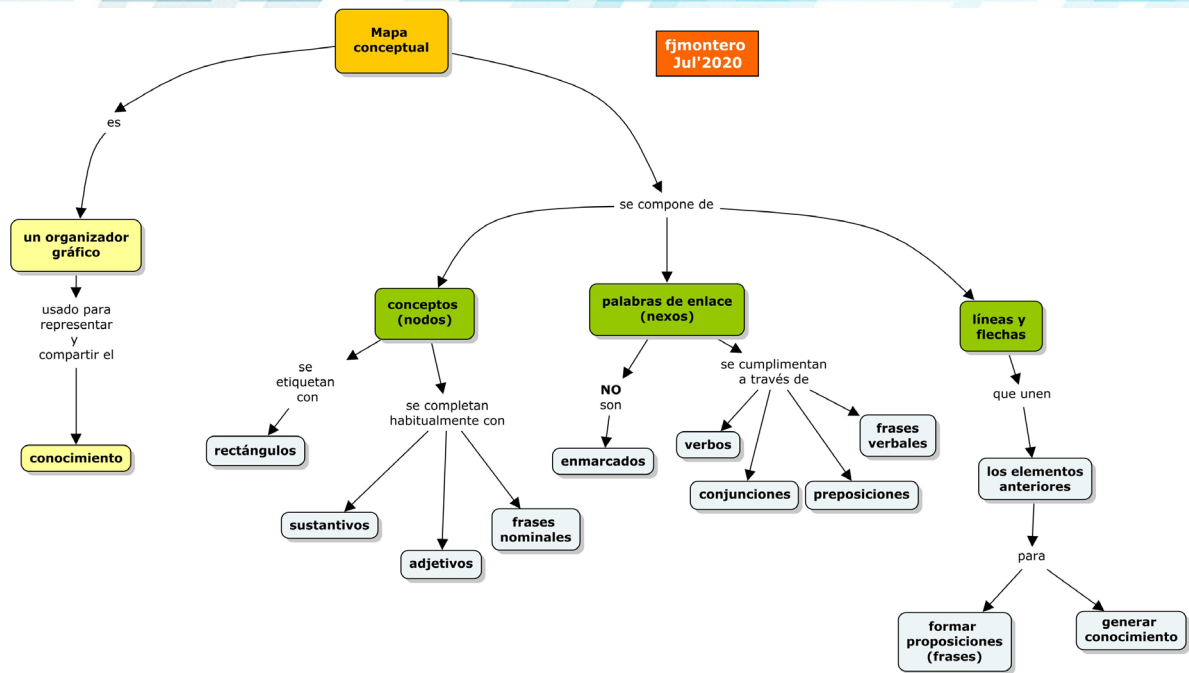 Mapa
conceptual
fjmontero
Jul'2020
es
se compone de
un organizador
gráfico
usado para
representar
y
compartir el
conocimiento
conceptos
(nodos)
se
etiquetan
con
rectángulos
se completan
habitualmente con
sustantivos
adjetivos
frases
nominales
palabras de enlace
(nexos)
NO
son
enmarcados
se cumplimentan
a través de
verbos
conjunciones
preposiciones
frases
verbales
líneas y
flechas
que unen
los elementos
anteriores
para
formar
proposiciones
(frases)
generar
conocimiento